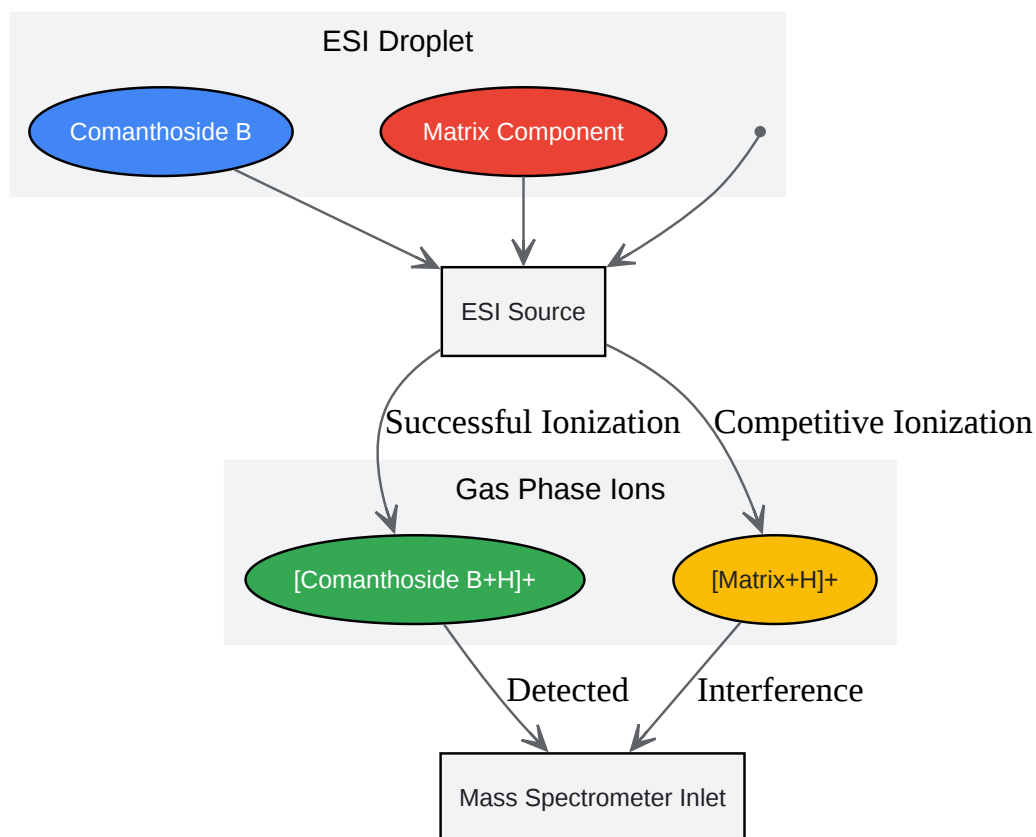 ESI Droplet
Comanthoside B
Matrix Component
ESI Source
Successful Ionization
Competitive Ionization
Gas Phase Ions
[Comanthoside B+H]+
[Matrix+H]+
Detected
Interference
Mass Spectrometer Inlet